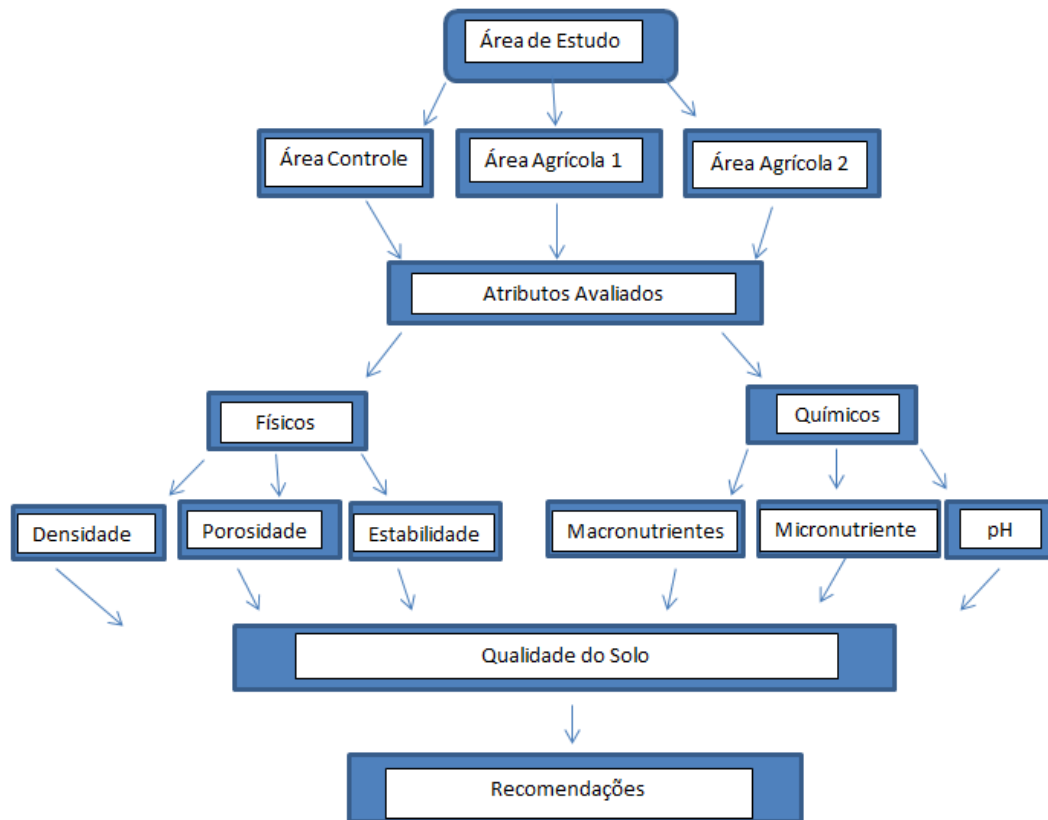 Área de Estudo
Área Controle
Área Agrícola 1
Área Agrícola 2
Atributos Avaliados
Físicos
Químicos
Densidade
Porosidade
Estabilidade
Macronutrientes
Micronutriente
pH
Qualidade do Solo
Recomendações